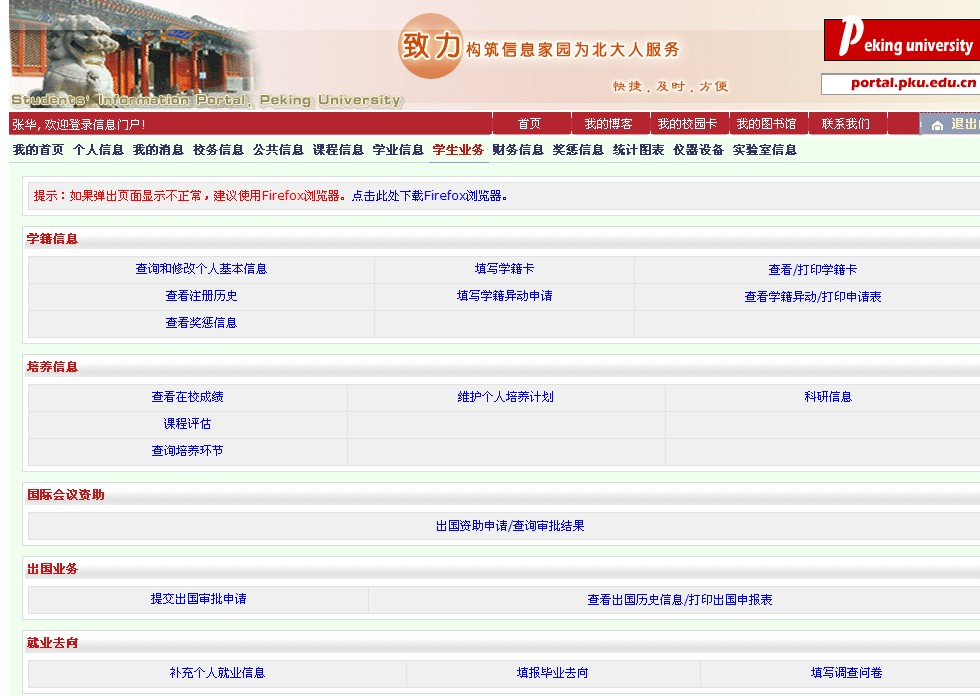 致力构筑信息家园为北大人服务
Peking university
快捷，及时，方便
portal.pku.edu.cn
Students' Information Portal, Peking University
张华, 欢迎登录信息门户! 首页 我的博客 我的校园卡 我的图书馆 联系我们 退出
我的首页 个人信息 我的消息 校务信息 公共信息 课程信息 学业信息 学生业务 财务信息 奖惩信息 统计图表 仪器设备 实验室信息
提示：如果弹出页面显示不正常，建议使用Firefox浏览器。点击此处下载Firefox浏览器。
学籍信息
查询和修改个人基本信息 填写学籍卡 查看/打印学籍卡
查看注册历史 填写学籍异动申请 查看学籍异动/打印申请表
查看奖惩信息
培养信息
查看在校成绩 维护个人培养计划 科研信息
课程评估
查询培养环节
国际会议资助
出国资助申请/查询审批结果
出国业务
提交出国审批申请 查看出国历史信息/打印出国申报表
就业去向
补充个人就业信息 填报毕业去向 填写调查问卷